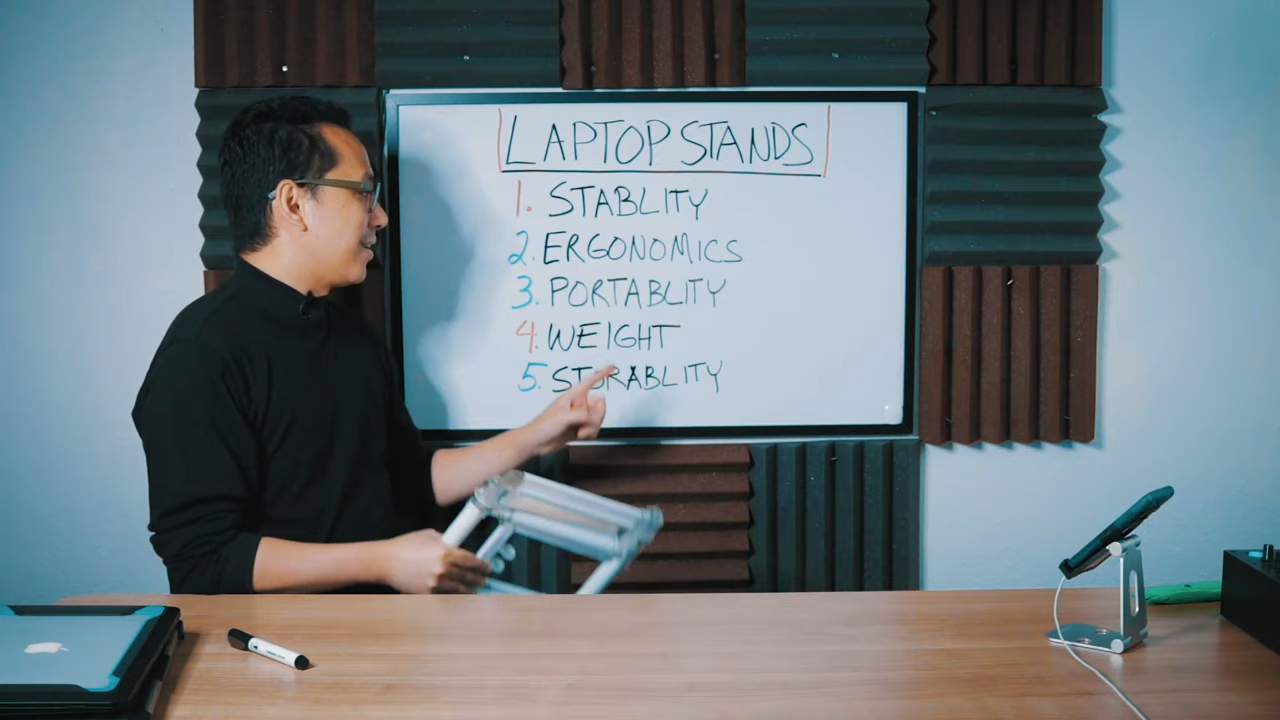 LAPTOP STANDS
1. STABLITY
2. ERGONOMICS
3. PORTABLITY
4. WEIGHT
5. STORABLITY